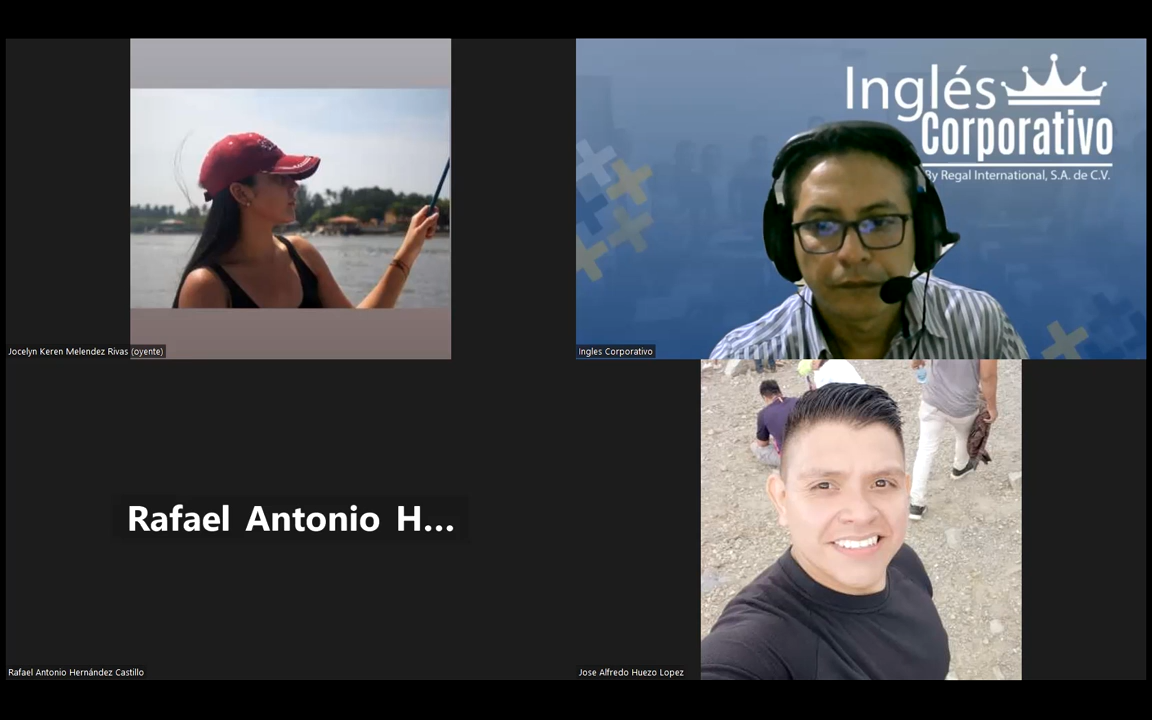 Inglés
Corporativo
By Regal International, S.A. de C.V.
Jocelyn Keren Melendez Rivas (oyente)
Ingles Corporativo
Rafael Antonio H...
Rafael Antonio Hernández Castillo
Jose Alfredo Huezo Lopez